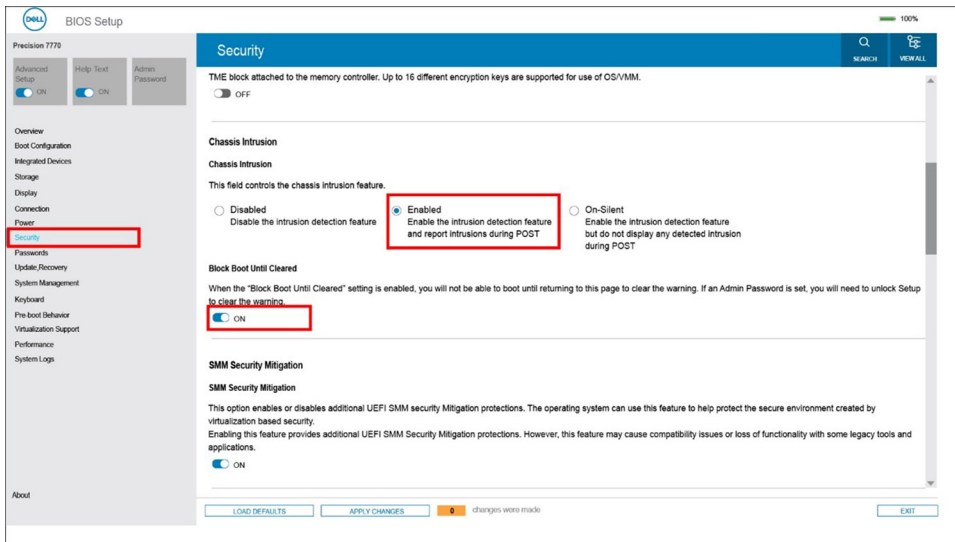 DELL
BIOS Setup
100%
Precision 7770
Advanced
Setup
ON
Help Text
ON
Admin
Password
Overview
Boot Configuration
Integrated Devices
Storage
Display
Connection
Power
Security
Passwords
Update,Recovery
System Management
Keyboard
Pre-boot Behavior
Virtualization Support
Performance
System Logs
About
Security
SEARCH
VIEW ALL
TME block attached to the memory controller. Up to 16 different encryption keys are supported for use of OS/VMM.
OFF
Chassis Intrusion
Chassis Intrusion
This field controls the chassis intrusion feature.
Disabled
Disable the intrusion detection feature
Enabled
Enable the intrusion detection feature
and report intrusions during POST
On-Silent
Enable the intrusion detection feature
but do not display any detected intrusion
during POST
Block Boot Until Cleared
When the "Block Boot Until Cleared" setting is enabled, you will not be able to boot until returning to this page to clear the warning. If an Admin Password is set, you will need to unlock Setup
to clear the warning.
ON
SMM Security Mitigation
SMM Security Mitigation
This option enables or disables additional UEFI SMM security Mitigation protections. The operating system can use this feature to help protect the secure environment created by
virtualization based security.
Enabling this feature provides additional UEFI SMM Security Mitigation protections. However, this feature may cause compatibility issues or loss of functionality with some legacy tools and
applications.
ON
LOAD DEFAULTS
APPLY CHANGES
0
changes were made
EXIT